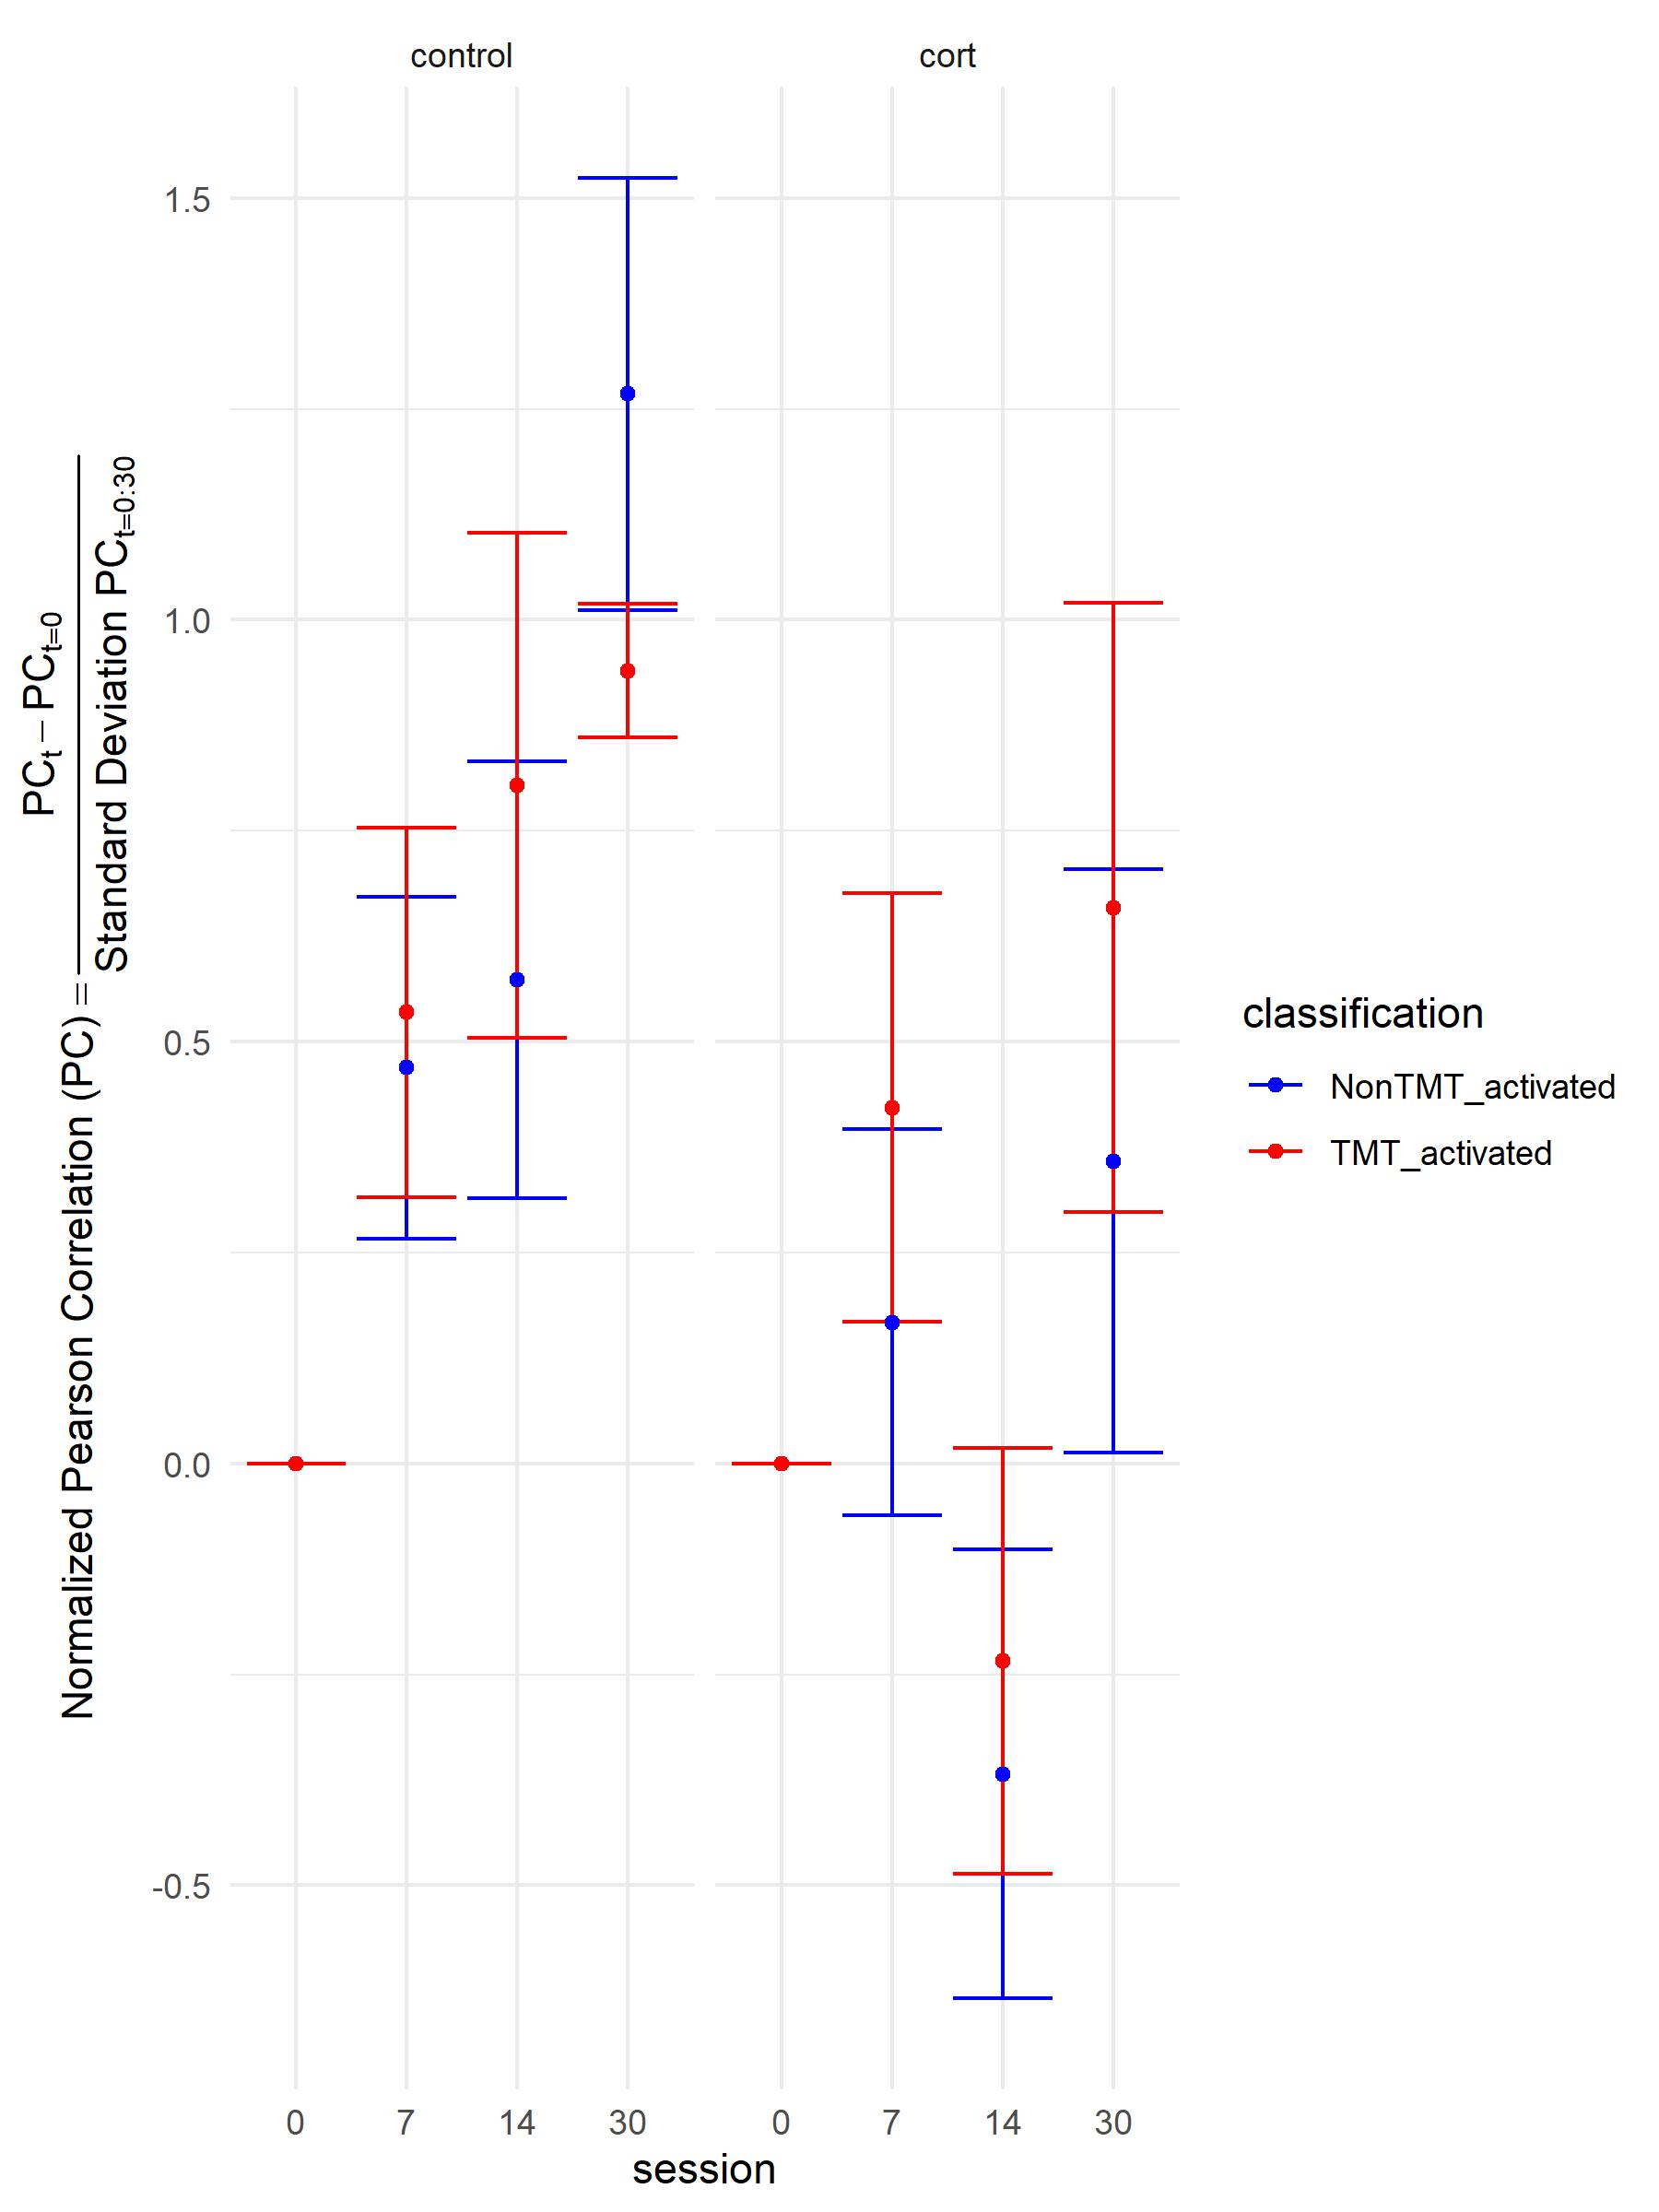 control
cort
1.5
1.0
0.5
0.0
-0.5
Normalized Pearson Correlation (PC) =
PCt − PCt=0
Standard Deviation PCt=0:30
0 7 14 30
0 7 14 30
session
classification
NonTMT_activated
TMT_activated